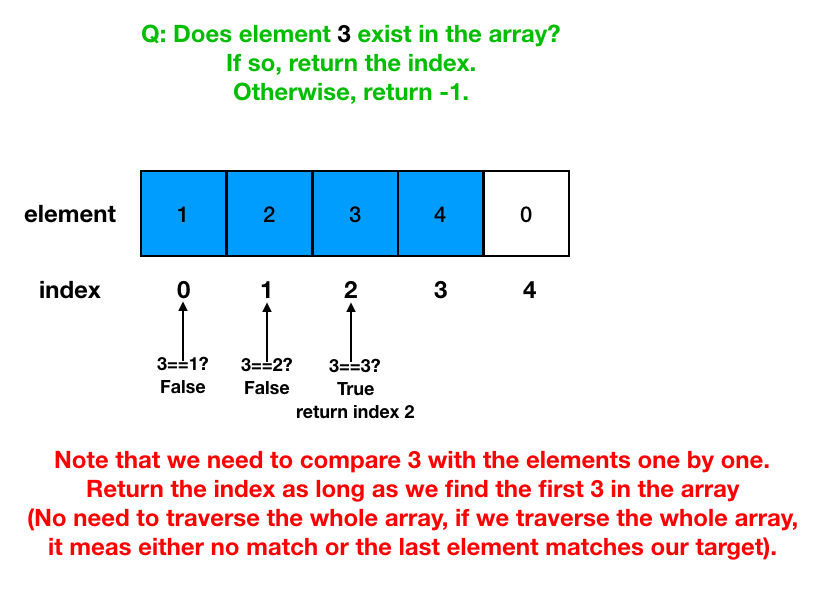 Q: Does element 3 exist in the array?
If so, return the index.
Otherwise, return -1.
element 1 2 3 4 0
index 0 1 2 3 4
3==1? 3==2? 3==3?
False False True
return index 2
Note that we need to compare 3 with the elements one by one.
Return the index as long as we find the first 3 in the array
(No need to traverse the whole array, if we traverse the whole array,
it meas either no match or the last element matches our target).